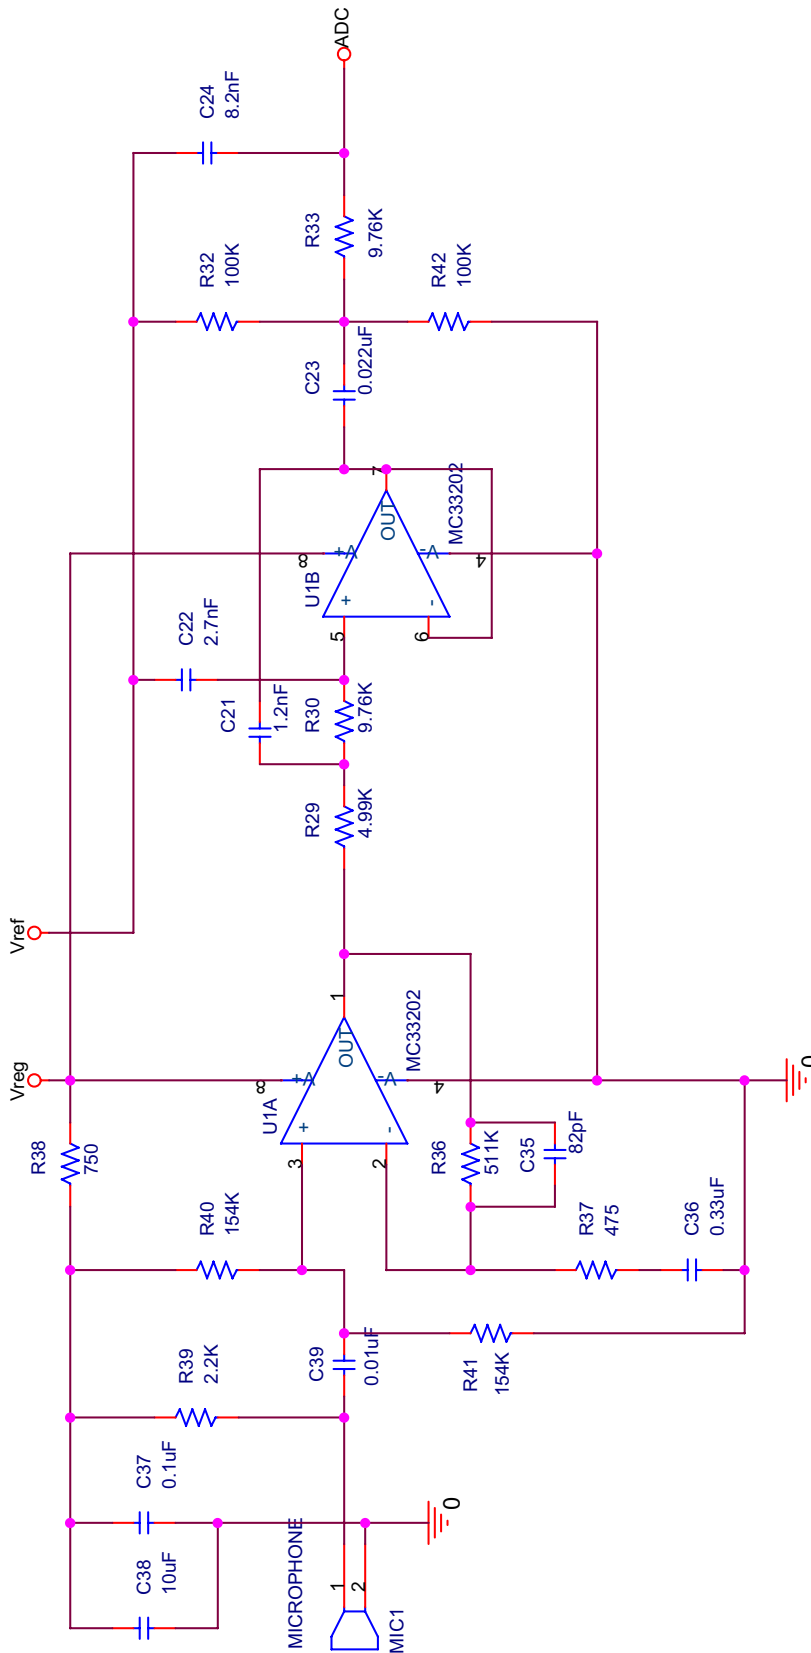 ADC
C24
8.2nF
R33
9.76K
R32
100K
R42
100K
C23
0.022uF
7
OUT
MC33202
+V
-V
8
4
U1B
+
-
5
6
C22
2.7nF
C21
1.2nF
R30
9.76K
R29
4.99K
Vref
Vreg
1
OUT
MC33202
+V
-V
8
4
U1A
+
-
3
2
0
R38
750
R36
511K
C35
82pF
R40
154K
R37
475
C36
0.33uF
R39
2.2K
C39
0.01uF
R41
154K
C37
0.1uF
C38
10uF
0
MICROPHONE
1
2
MIC1